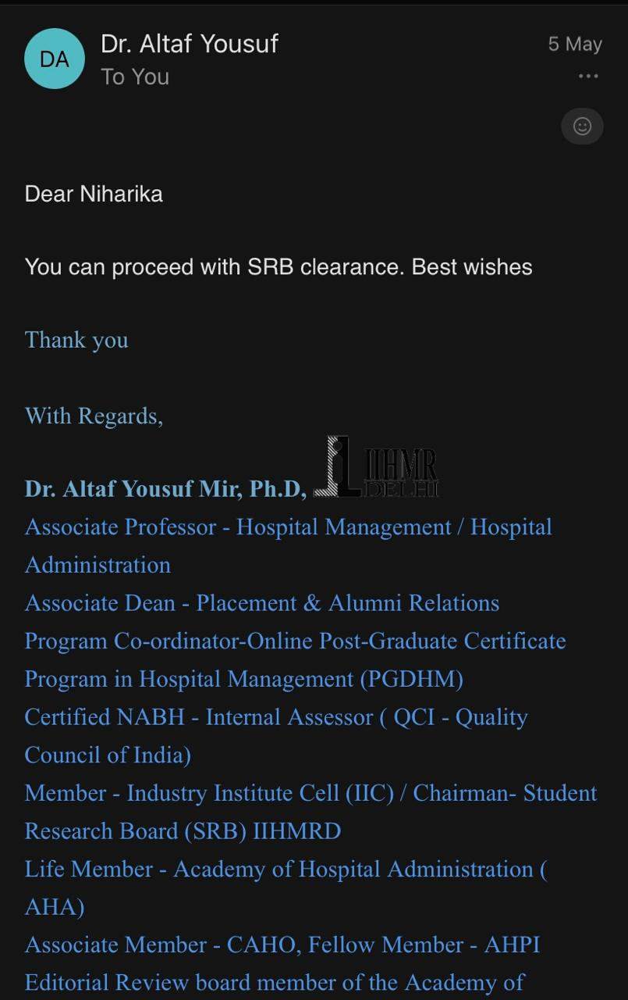 DA
Dr. Altaf Yousuf
5 May
To You
Dear Niharika
You can proceed with SRB clearance. Best wishes
Thank you
With Regards,
Dr. Altaf Yousuf Mir, Ph.D,
IIHMR
DELHI
Associate Professor - Hospital Management / Hospital
Administration
Associate Dean - Placement & Alumni Relations
Program Co-ordinator-Online Post-Graduate Certificate
Program in Hospital Management (PGDHM)
Certified NABH - Internal Assessor ( QCI - Quality
Council of India)
Member - Industry Institute Cell (IIC) / Chairman- Student
Research Board (SRB) IIHMRD
Life Member - Academy of Hospital Administration (
AHA)
Associate Member - CAHO, Fellow Member - AHPI
Editorial Review board member of the Academy of